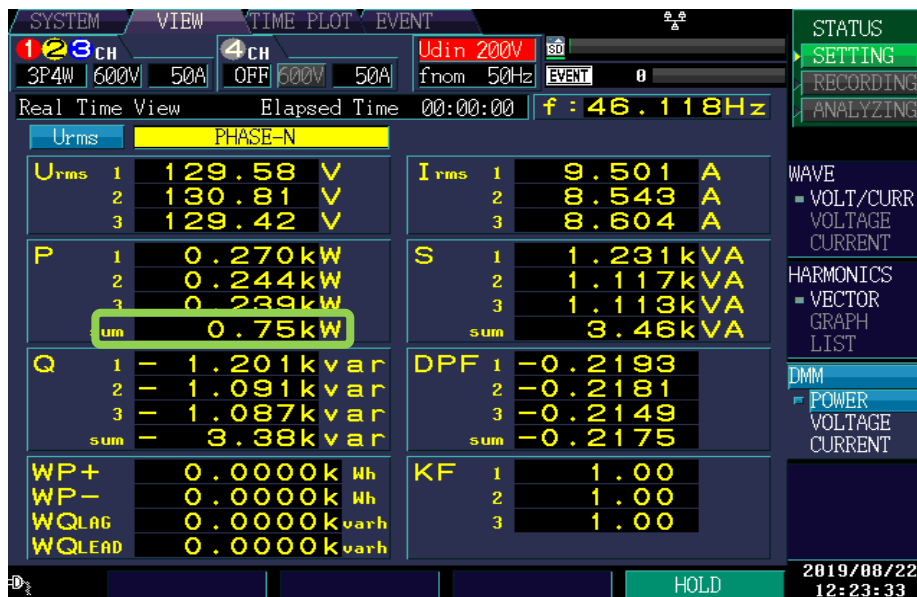 SYSTEM VIEW TIME PLOT EVENT
STATUS
1 2 3 CH 4 CH Udin 200V SD
SETTING
3P4W 600V 50A OFF 600V 50A fnom 50Hz EVENT 0
RECORDING
Real Time View Elapsed Time 00:00:00 f:46.118Hz
ANALYZING
Urms PHASE-N
Urms 1 129.58 V
2 130.81 V
3 129.42 V
Irms 1 9.501 A
2 8.543 A
3 8.604 A
P 1 0.270kW
2 0.244kW
3 0.239kW
sum 0.75kW
S 1 1.231kVA
2 1.117kVA
3 1.113kVA
sum 3.46kVA
Q 1 - 1.201kvar
2 - 1.091kvar
3 - 1.087kvar
sum - 3.38kvar
DPF 1 -0.2193
2 -0.2181
3 -0.2149
sum -0.2175
WP+ 0.0000k Wh
WP- 0.0000k Wh
WQLAG 0.0000kvarh
WQLEAD 0.0000kvarh
KF 1 1.00
2 1.00
3 1.00
WAVE
VOLT/CURR
VOLTAGE
CURRENT
HARMONICS
VECTOR
GRAPH
LIST
DMM
POWER
VOLTAGE
CURRENT
HOLD
2019/08/22
12:23:33